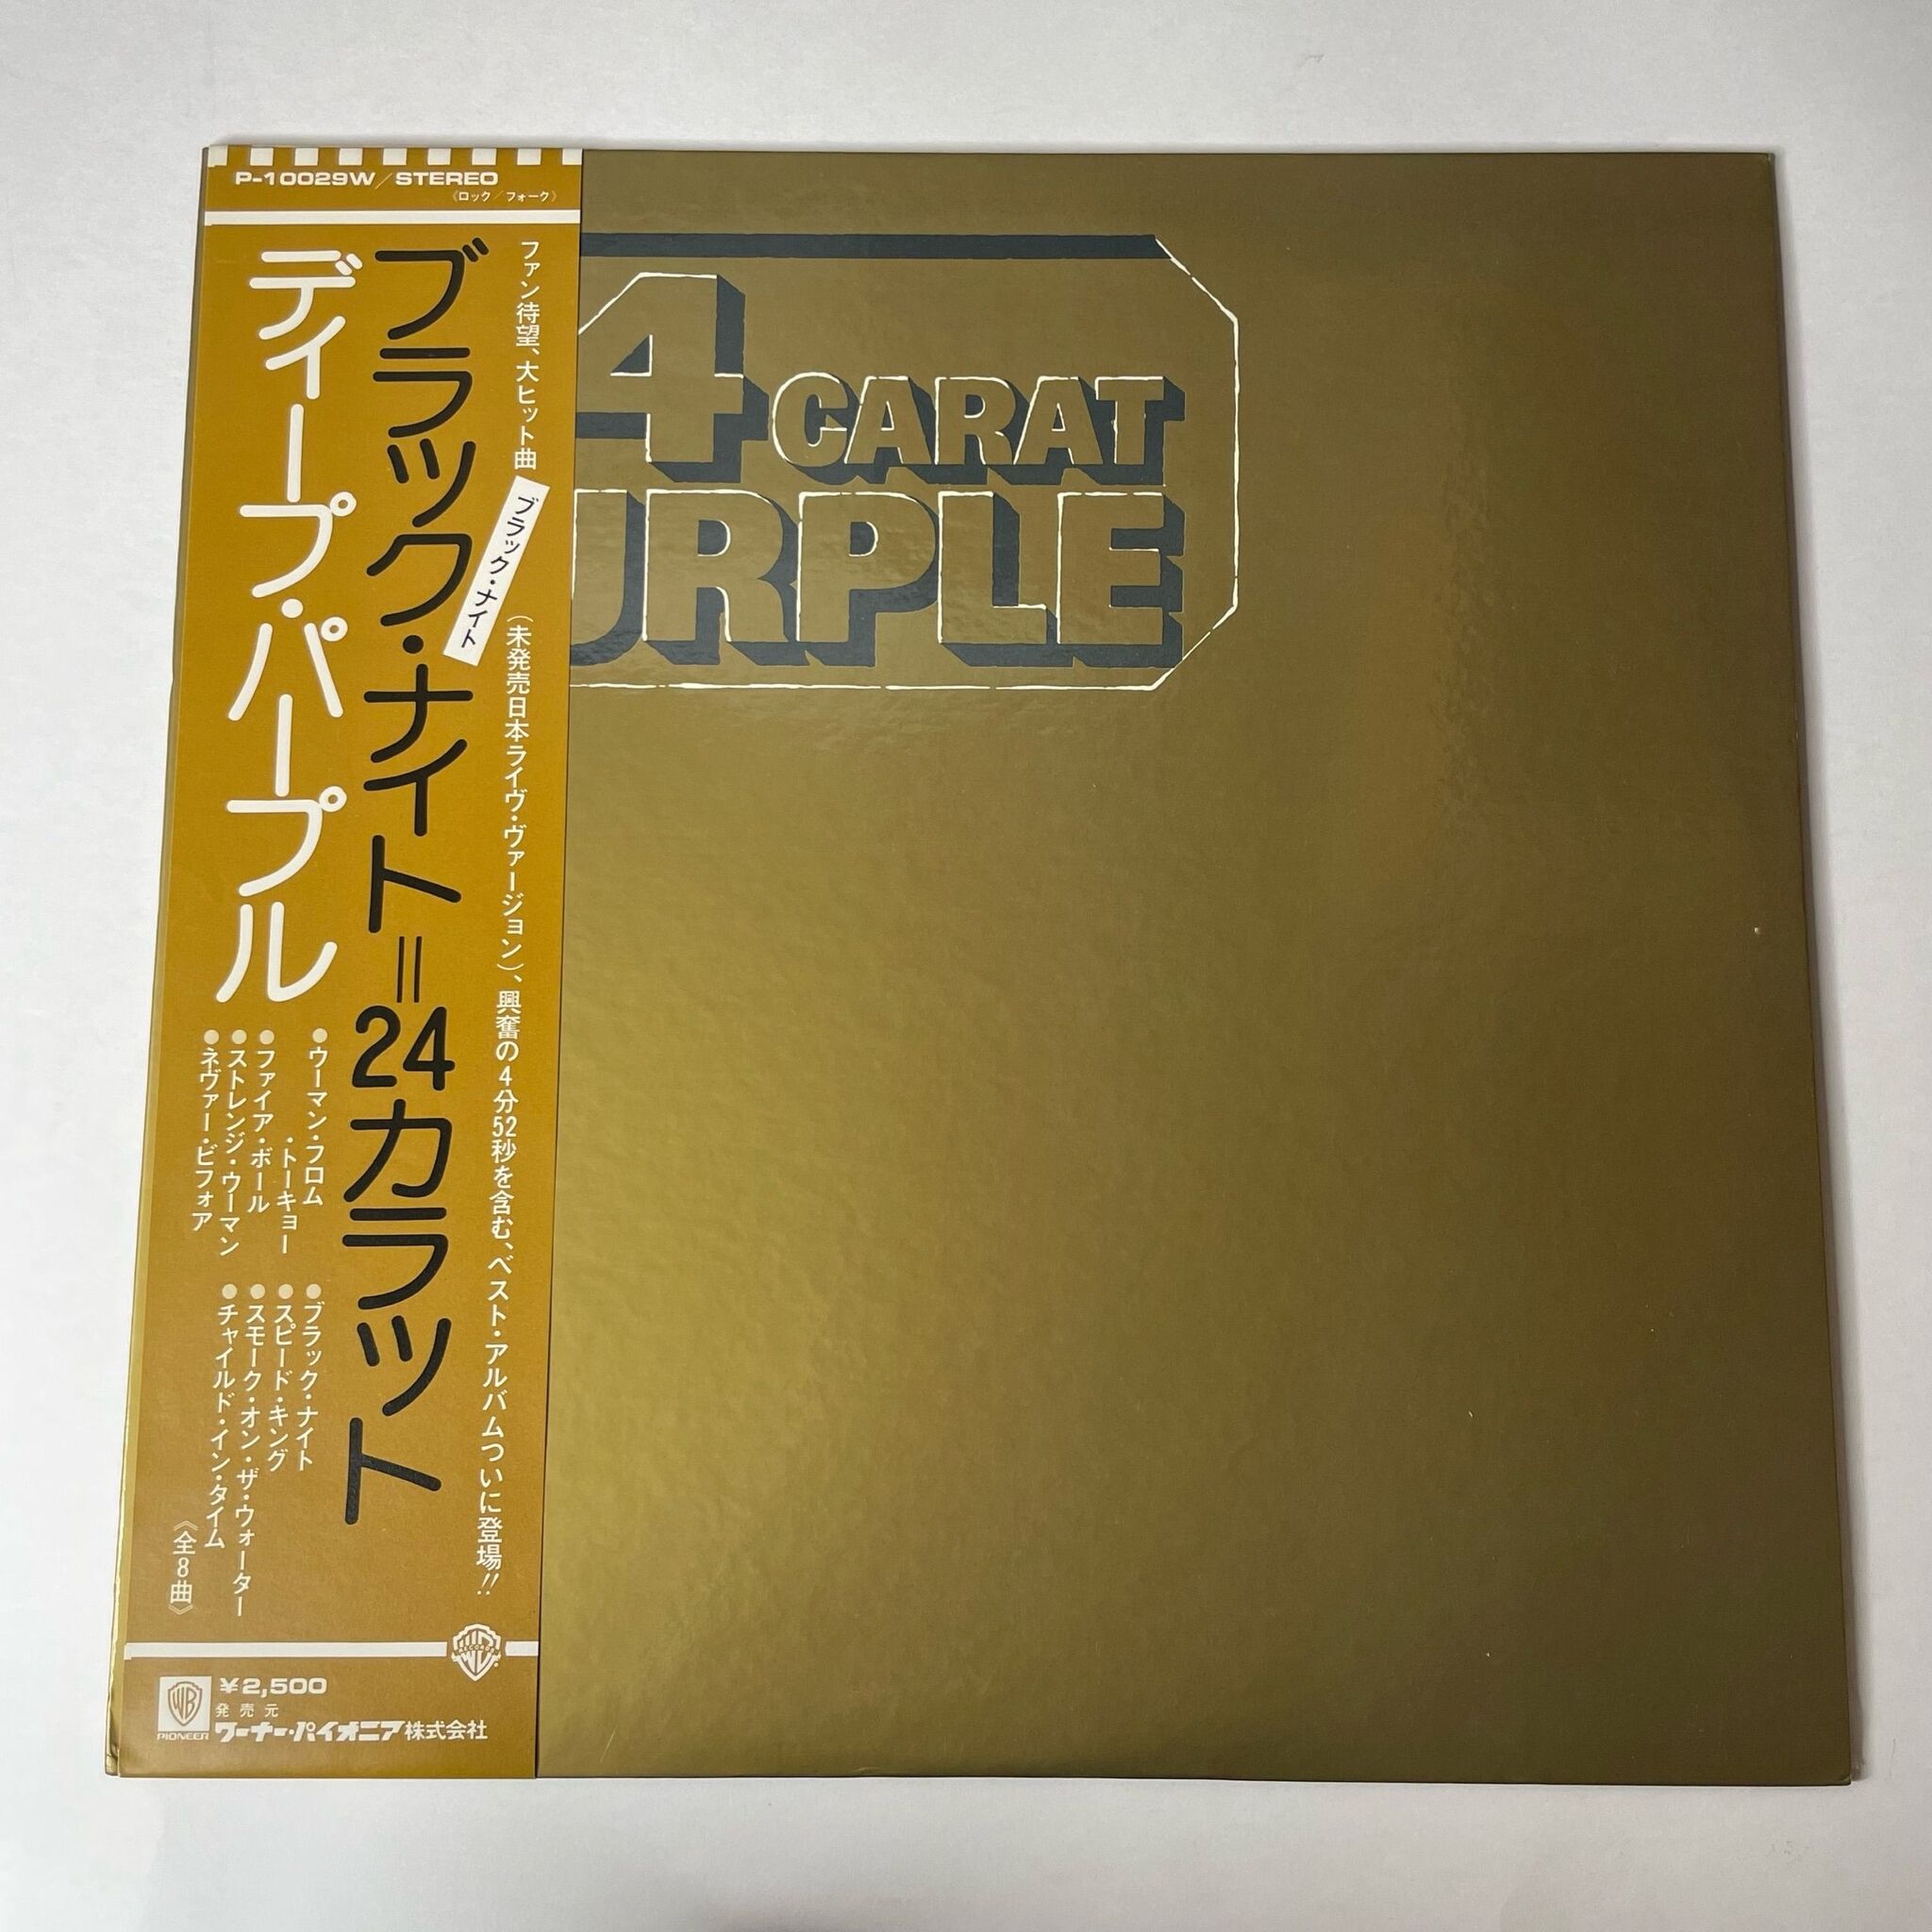 P-10029W/STEREO
《ロック/フォーク》
ファン待望、大ヒット曲
ブラック・ナイト
(未発売日本ライヴ・ヴァージョン)、興奮の4分52秒を含む、ベスト・アルバムついに登場!!
ブラック・ナイト=24カラット
ディープ・パープル
●ウーマン・フロム
・トーキョー
●ファイア・ボール
●ストレンジ・ウーマン
●ネヴァー・ビフォア
●ブラック・ナイト
●スピード・キング
●スモーク・オン・ザ・ウォーター
●チャイルド・イン・タイム
《全8曲》
RECORDS
¥2,500
発売元
PIONEER
ワーナー・パイオニア株式会社
4 CARAT
URPLE